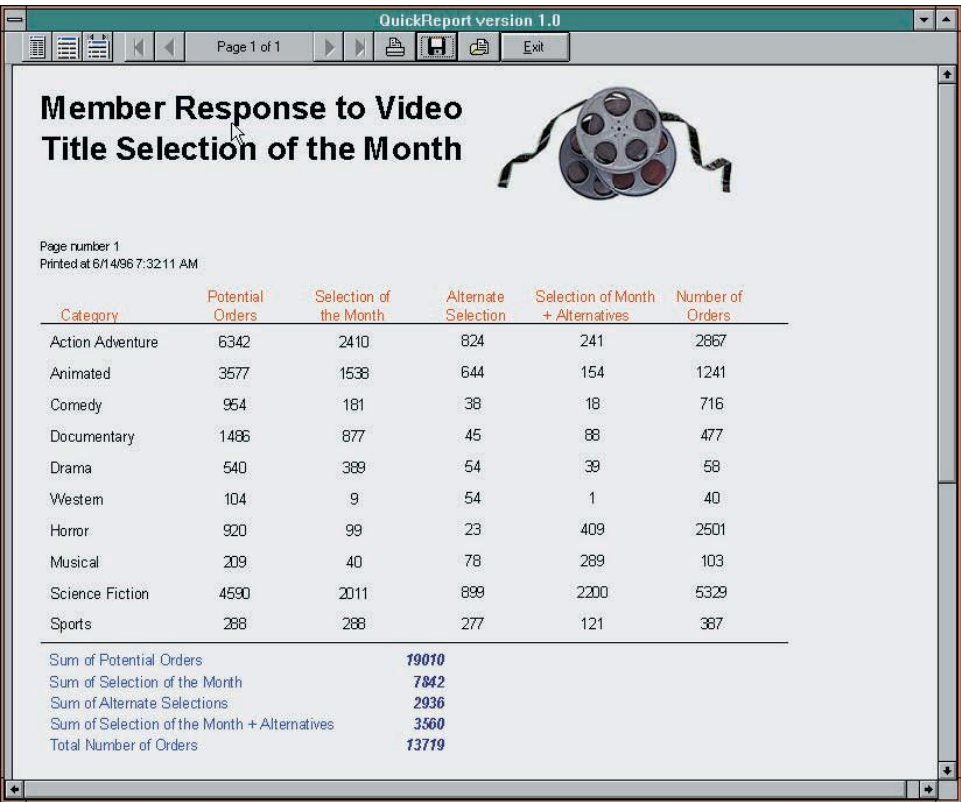 QuickReport version 1.0
Page 1 of 1 Exit
Member Response to Video
Title Selection of the Month
Page number 1
Printed at 6/14/96 7:32:11 AM
Category Potential Orders Selection of the Month Alternate Selection Selection of Month + Alternatives Number of Orders
Action Adventure 6342 2410 824 241 2867
Animated 3577 1538 644 154 1241
Comedy 954 181 38 18 716
Documentary 1486 877 45 88 477
Drama 540 389 54 39 58
Western 104 9 54 1 40
Horror 920 99 23 409 2501
Musical 209 40 78 289 103
Science Fiction 4590 2011 899 2200 5329
Sports 288 288 277 121 387
Sum of Potential Orders 19010
Sum of Selection of the Month 7842
Sum of Alternate Selections 2936
Sum of Selection of the Month + Alternatives 3560
Total Number of Orders 13719